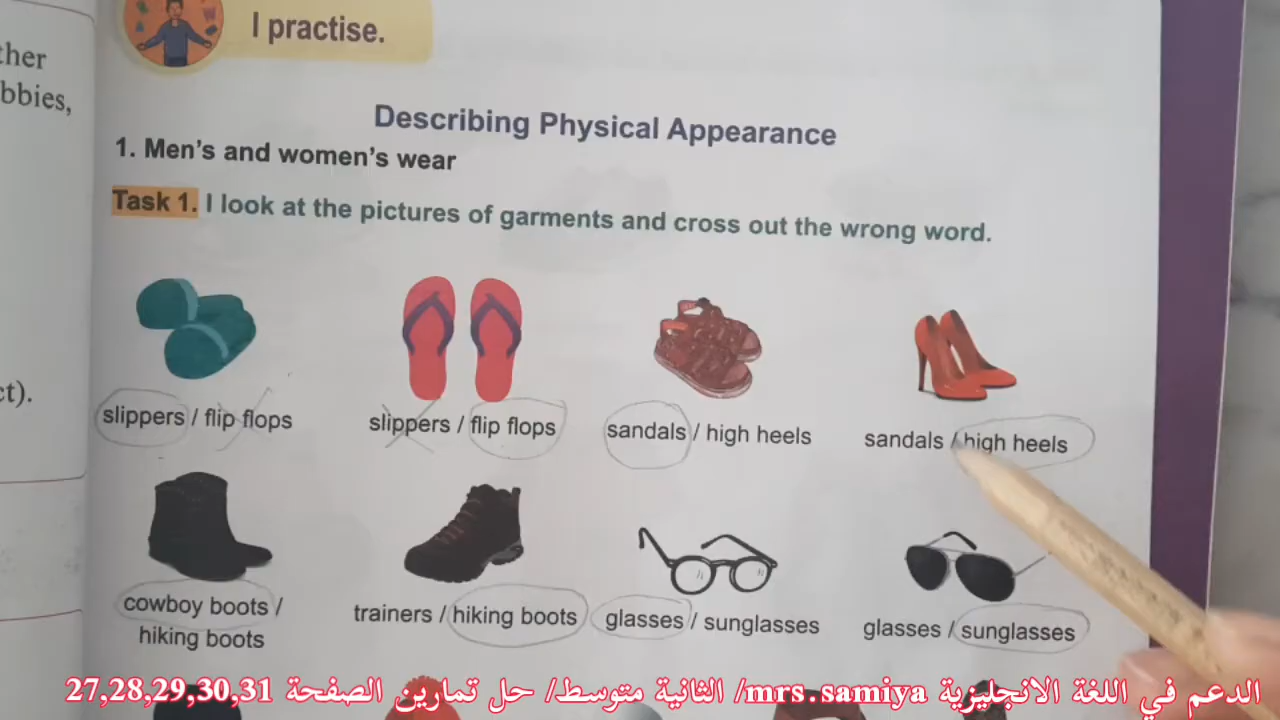 ther
bbies,
ct).
I practise.
Describing Physical Appearance
1. Men's and women's wear
Task 1. I look at the pictures of garments and cross out the wrong word.
slippers / flip flops
slippers / flip flops
sandals / high heels
sandals / high heels
cowboy boots /
hiking boots
trainers / hiking boots
glasses / sunglasses
glasses / sunglasses
الدعم في اللغة الانجليزية mrs.samiya/ الثانية متوسط/ حل تمارين الصفحة 27,28,29,30,31